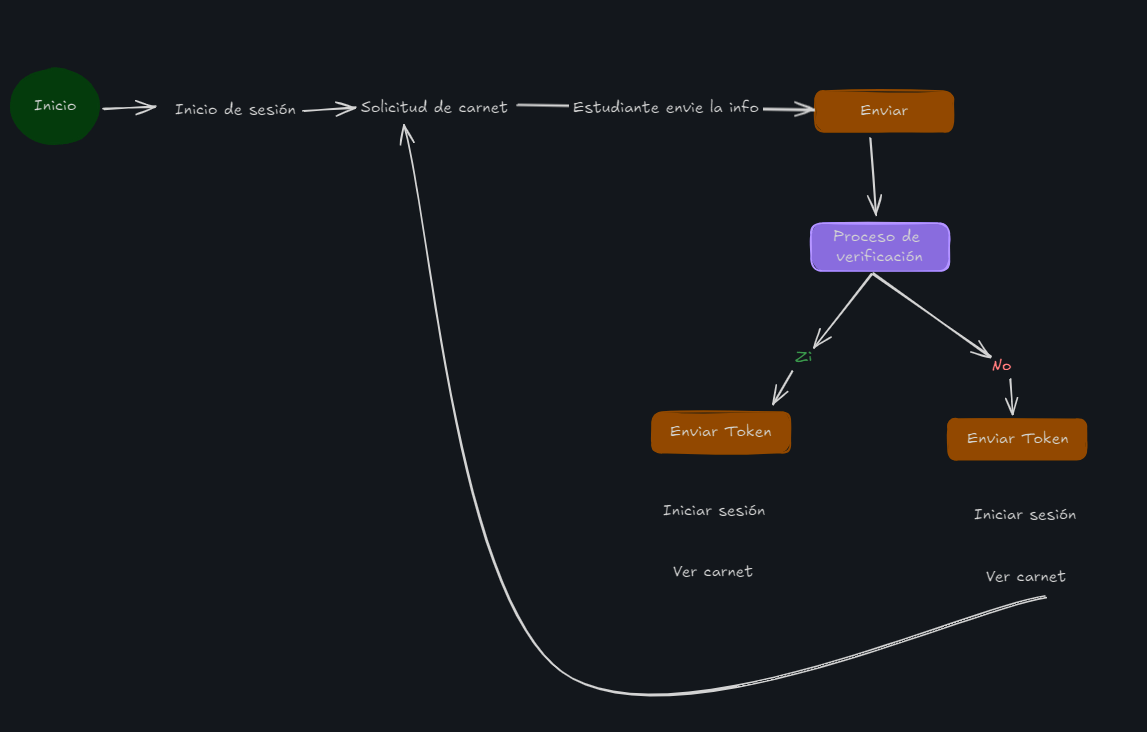 Inicio
Inicio de sesión
Solicitud de carnet
Estudiante envie la info
Enviar
Proceso de
verificación
Zi
No
Enviar Token
Enviar Token
Iniciar sesión
Iniciar sesión
Ver carnet
Ver carnet